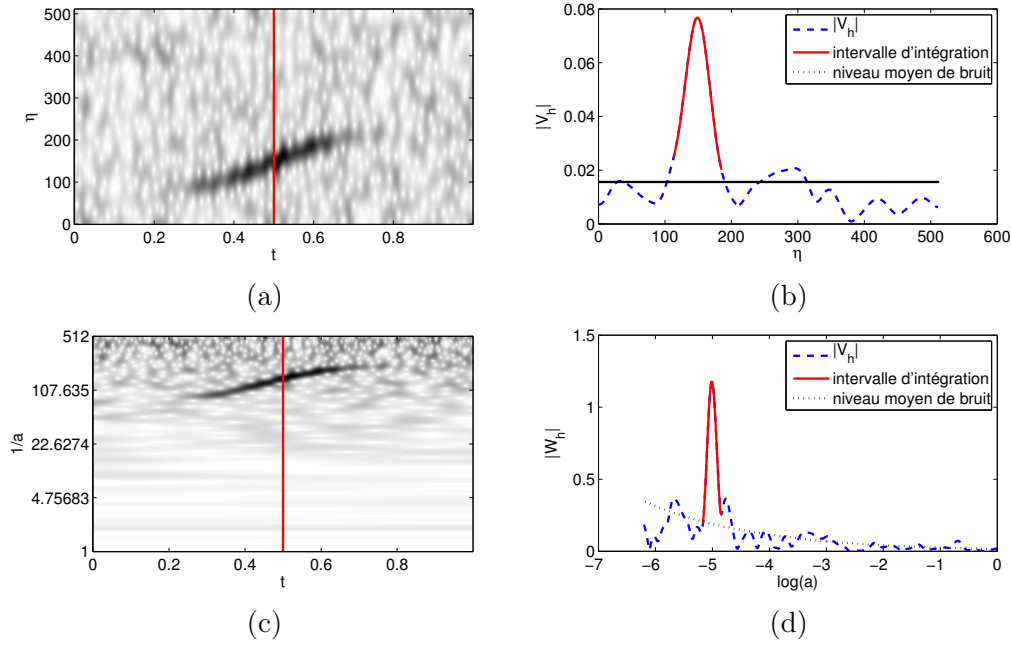 500
400
300
200
100
0
η
0 0.2 0.4 0.6 0.8
t
(a)
0.08
0.06
0.04
0.02
0
|V_h|
|V_h|
intervalle d'intégration
niveau moyen de bruit
0 100 200 300 400 500 600
η
(b)
512
107.635
22.6274
4.75683
1
1/a
0 0.2 0.4 0.6 0.8
t
(c)
1.5
1
0.5
0
|W_h|
|V_h|
intervalle d'intégration
niveau moyen de bruit
−7 −6 −5 −4 −3 −2 −1 0
log(a)
(d)